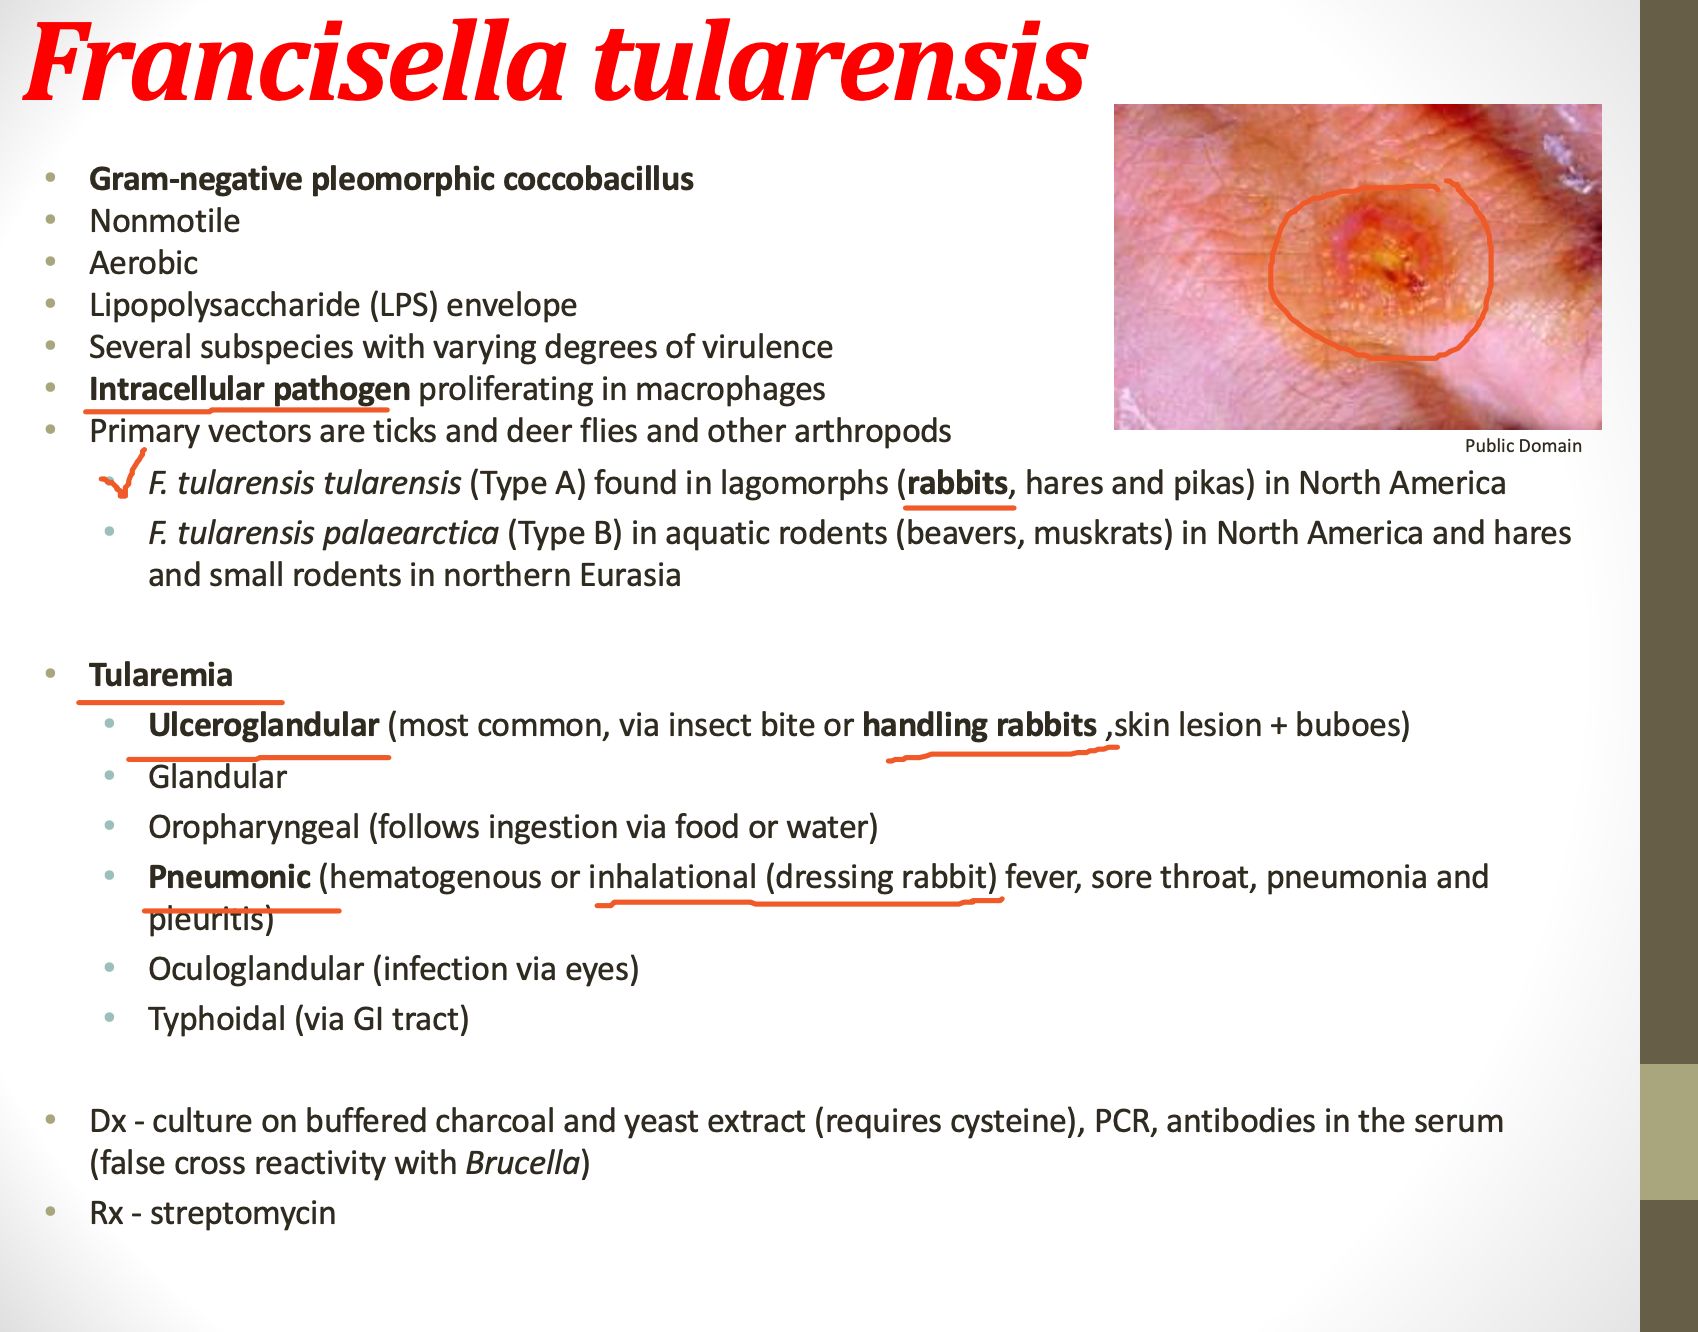 Francisella tularensis
• Gram-negative pleomorphic coccobacillus
• Nonmotile
• Aerobic
• Lipopolysaccharide (LPS) envelope
• Several subspecies with varying degrees of virulence
• Intracellular pathogen proliferating in macrophages
• Primary vectors are ticks and deer flies and other arthropods
Public Domain
F. tularensis tularensis (Type A) found in lagomorphs (rabbits, hares and pikas) in North America
• F. tularensis palaearctica (Type B) in aquatic rodents (beavers, muskrats) in North America and hares
and small rodents in northern Eurasia
• Tularemia
• Ulceroglandular (most common, via insect bite or handling rabbits ,skin lesion + buboes)
• Glandular
• Oropharyngeal (follows ingestion via food or water)
• Pneumonic (hematogenous or inhalational (dressing rabbit) fever, sore throat, pneumonia and
pleuritis)
• Oculoglandular (infection via eyes)
• Typhoidal (via GI tract)
• Dx - culture on buffered charcoal and yeast extract (requires cysteine), PCR, antibodies in the serum
(false cross reactivity with Brucella)
• Rx - streptomycin